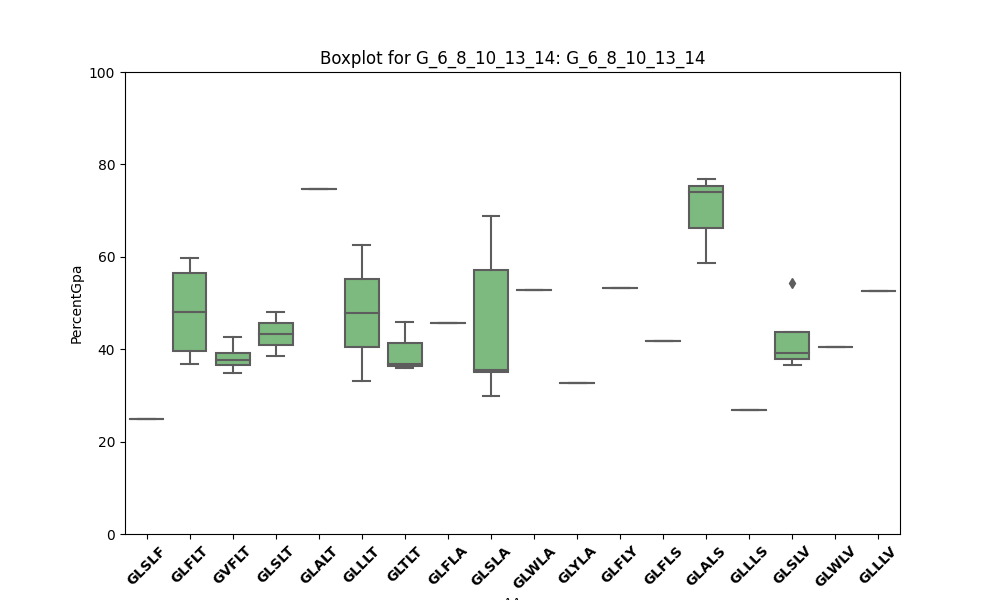 Boxplot for G_6_8_10_13_14: G_6_8_10_13_14
100
80
60
40
20
0
PercentGpa
GLSLF
GLFLT
GVFLT
GLSLT
GLALT
GLLLT
GLTLT
GLFLA
GLSLA
GLWLA
GLYLA
GLFLY
GLFLS
GLALS
GLLLS
GLSLV
GLWLV
GLLLV